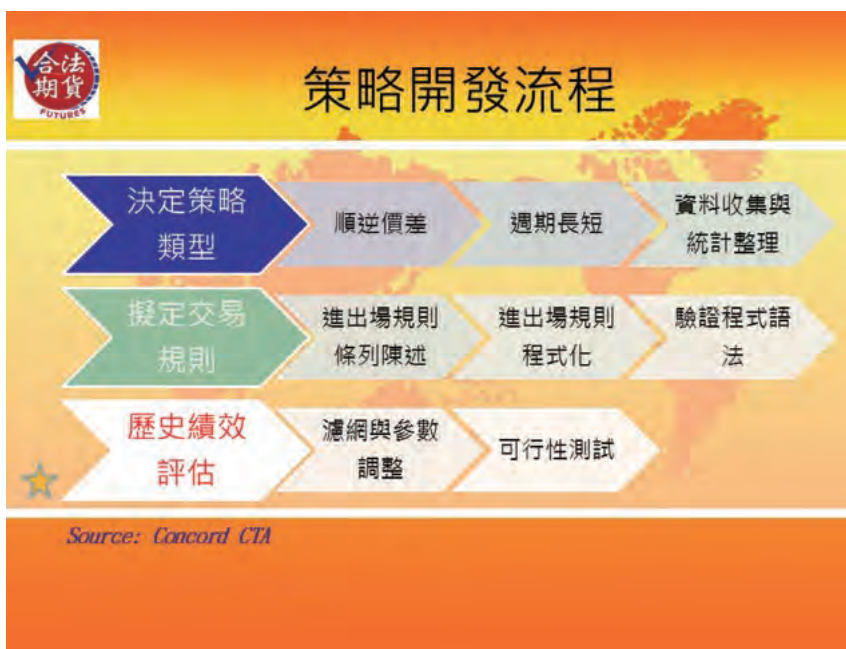 合法
期貨
FUTURES
策略開發流程
決定策略
類型
順逆價差
週期長短
資料收集與
統計整理
擬定交易
規則
進出場規則
條列陳述
進出場規則
程式化
驗證程式語
法
歷史績效
評估
濾網與參數
調整
可行性測試
Source: Concord CTA